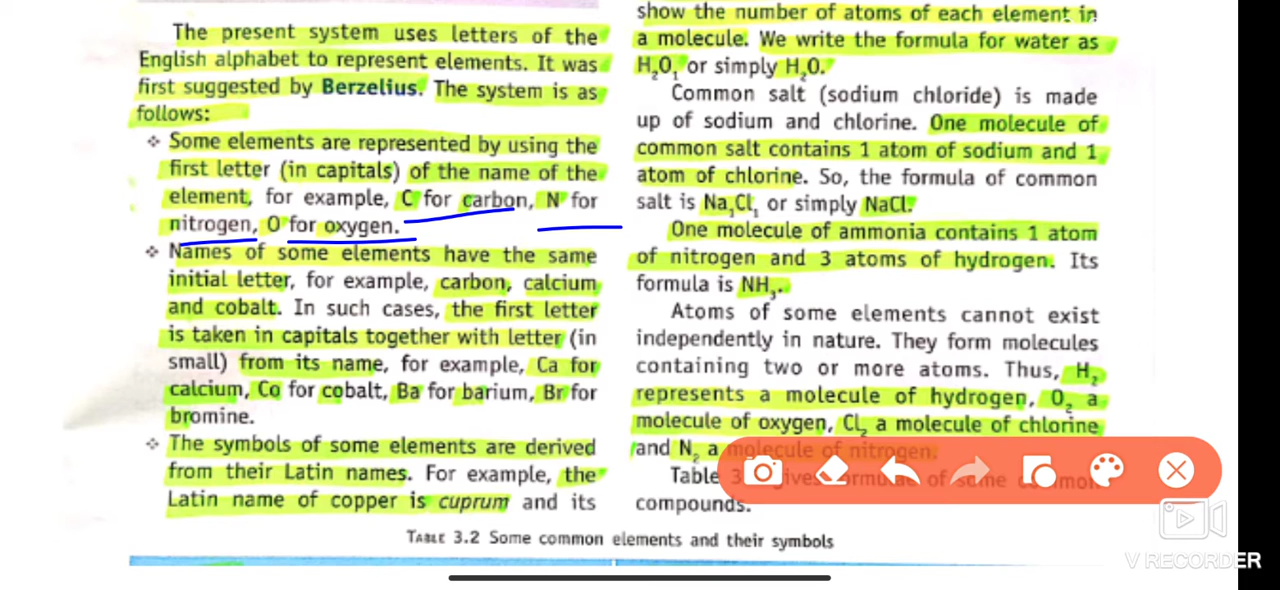 The present system uses letters of the
English alphabet to represent elements. It was
first suggested by Berzelius. The system is as
follows:
❖ Some elements are represented by using the
first letter (in capitals) of the name of the
element, for example, C for carbon, N for
nitrogen, O for oxygen.
❖ Names of some elements have the same
initial letter, for example, carbon, calcium
and cobalt. In such cases, the first letter
is taken in capitals together with letter (in
small) from its name, for example, Ca for
calcium, Co for cobalt, Ba for barium, Br for
bromine.
❖ The symbols of some elements are derived
from their Latin names. For example, the
Latin name of copper is cuprum and its
show the number of atoms of each element in
a molecule. We write the formula for water as
H₂O₁ or simply H₂O.
Common salt (sodium chloride) is made
up of sodium and chlorine. One molecule of
common salt contains 1 atom of sodium and 1
atom of chlorine. So, the formula of common
salt is Na₁Cl₁ or simply NaCl.
One molecule of ammonia contains 1 atom
of nitrogen and 3 atoms of hydrogen. Its
formula is NH₃.
Atoms of some elements cannot exist
independently in nature. They form molecules
containing two or more atoms. Thus, H₂
represents a molecule of hydrogen, O₂ a
molecule of oxygen, Cl₂ a molecule of chlorine
and N₂ a molecule of nitrogen.
Table 3 gives formulae of some common
compounds.
TABLE 3.2 Some common elements and their symbols
V RECORDER